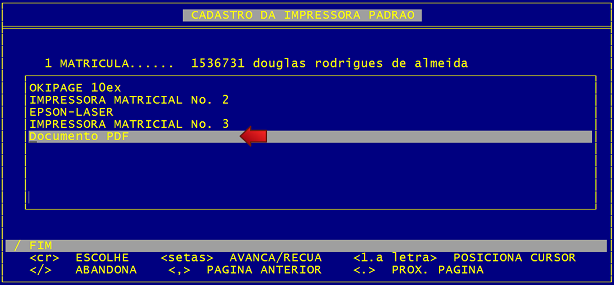 CADASTRO DA IMPRESSORA PADRAO
1 MATRICULA...... 1536731 douglas rodrigues de almeida
OKIPAGE 10ex
IMPRESSORA MATRICIAL No. 2
EPSON-LASER
IMPRESSORA MATRICIAL No. 3
Documento PDF
/ FIM
<cr> ESCOLHE <setas> AVANCA/RECUA <1.a letra> POSICIONA CURSOR
</> ABANDONA <,> PAGINA ANTERIOR <.> PROX. PAGINA